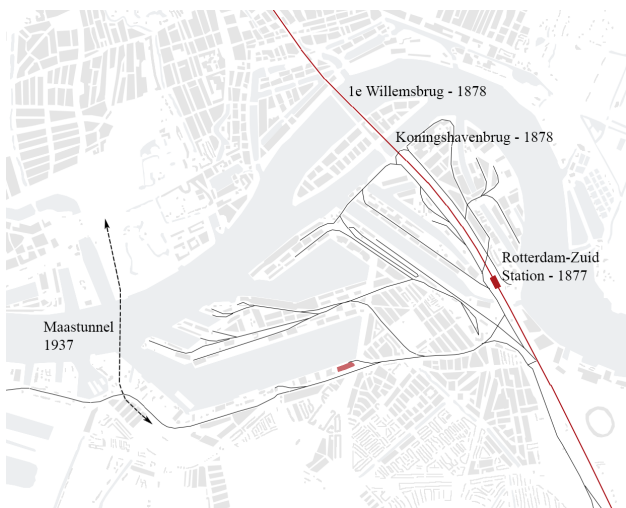 1e Willemsbrug - 1878
Koningshavenbrug - 1878
Rotterdam-Zuid
Station - 1877
Maastunnel
1937